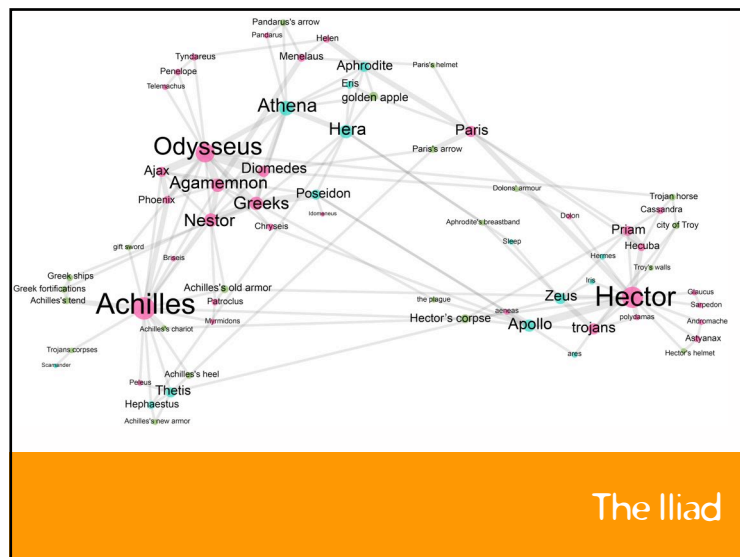 Pandarus's arrow
Pandarus
Helen
Tyndareus
Menelaus
Penelope
Aphrodite
Paris's helmet
Telemachus
Eris
golden apple
Athena
Hera
Paris
Odysseus
Paris's arrow
Ajax
Diomedes
Agamemnon
Dolons armour
Phoenix
Greeks
Poseidon
Trojan horse
Cassandra
Idomeneus
Nestor
Chryseis
Aphrodite's breastband
Dolon
city of Troy
Priam
gift sword
Sleep
Hecuba
Briseis
Hermes
Troy's walls
Greek ships
Iris
Greek fortifications
Achilles's old armor
Achilles's tend
Achilles
Patroclus
the plague
Zeus
Hector
Glaucus
Sarpedon
aeneas
Myrmidons
Hector's corpse
Apollo
polydamas
Andromache
Achilles's chariot
trojans
Astyanax
Trojans corpses
ares
Hector's helmet
Scamander
Achilles's heel
Peleus
Thetis
Hephaestus
Achilles's new armor
The Iliad